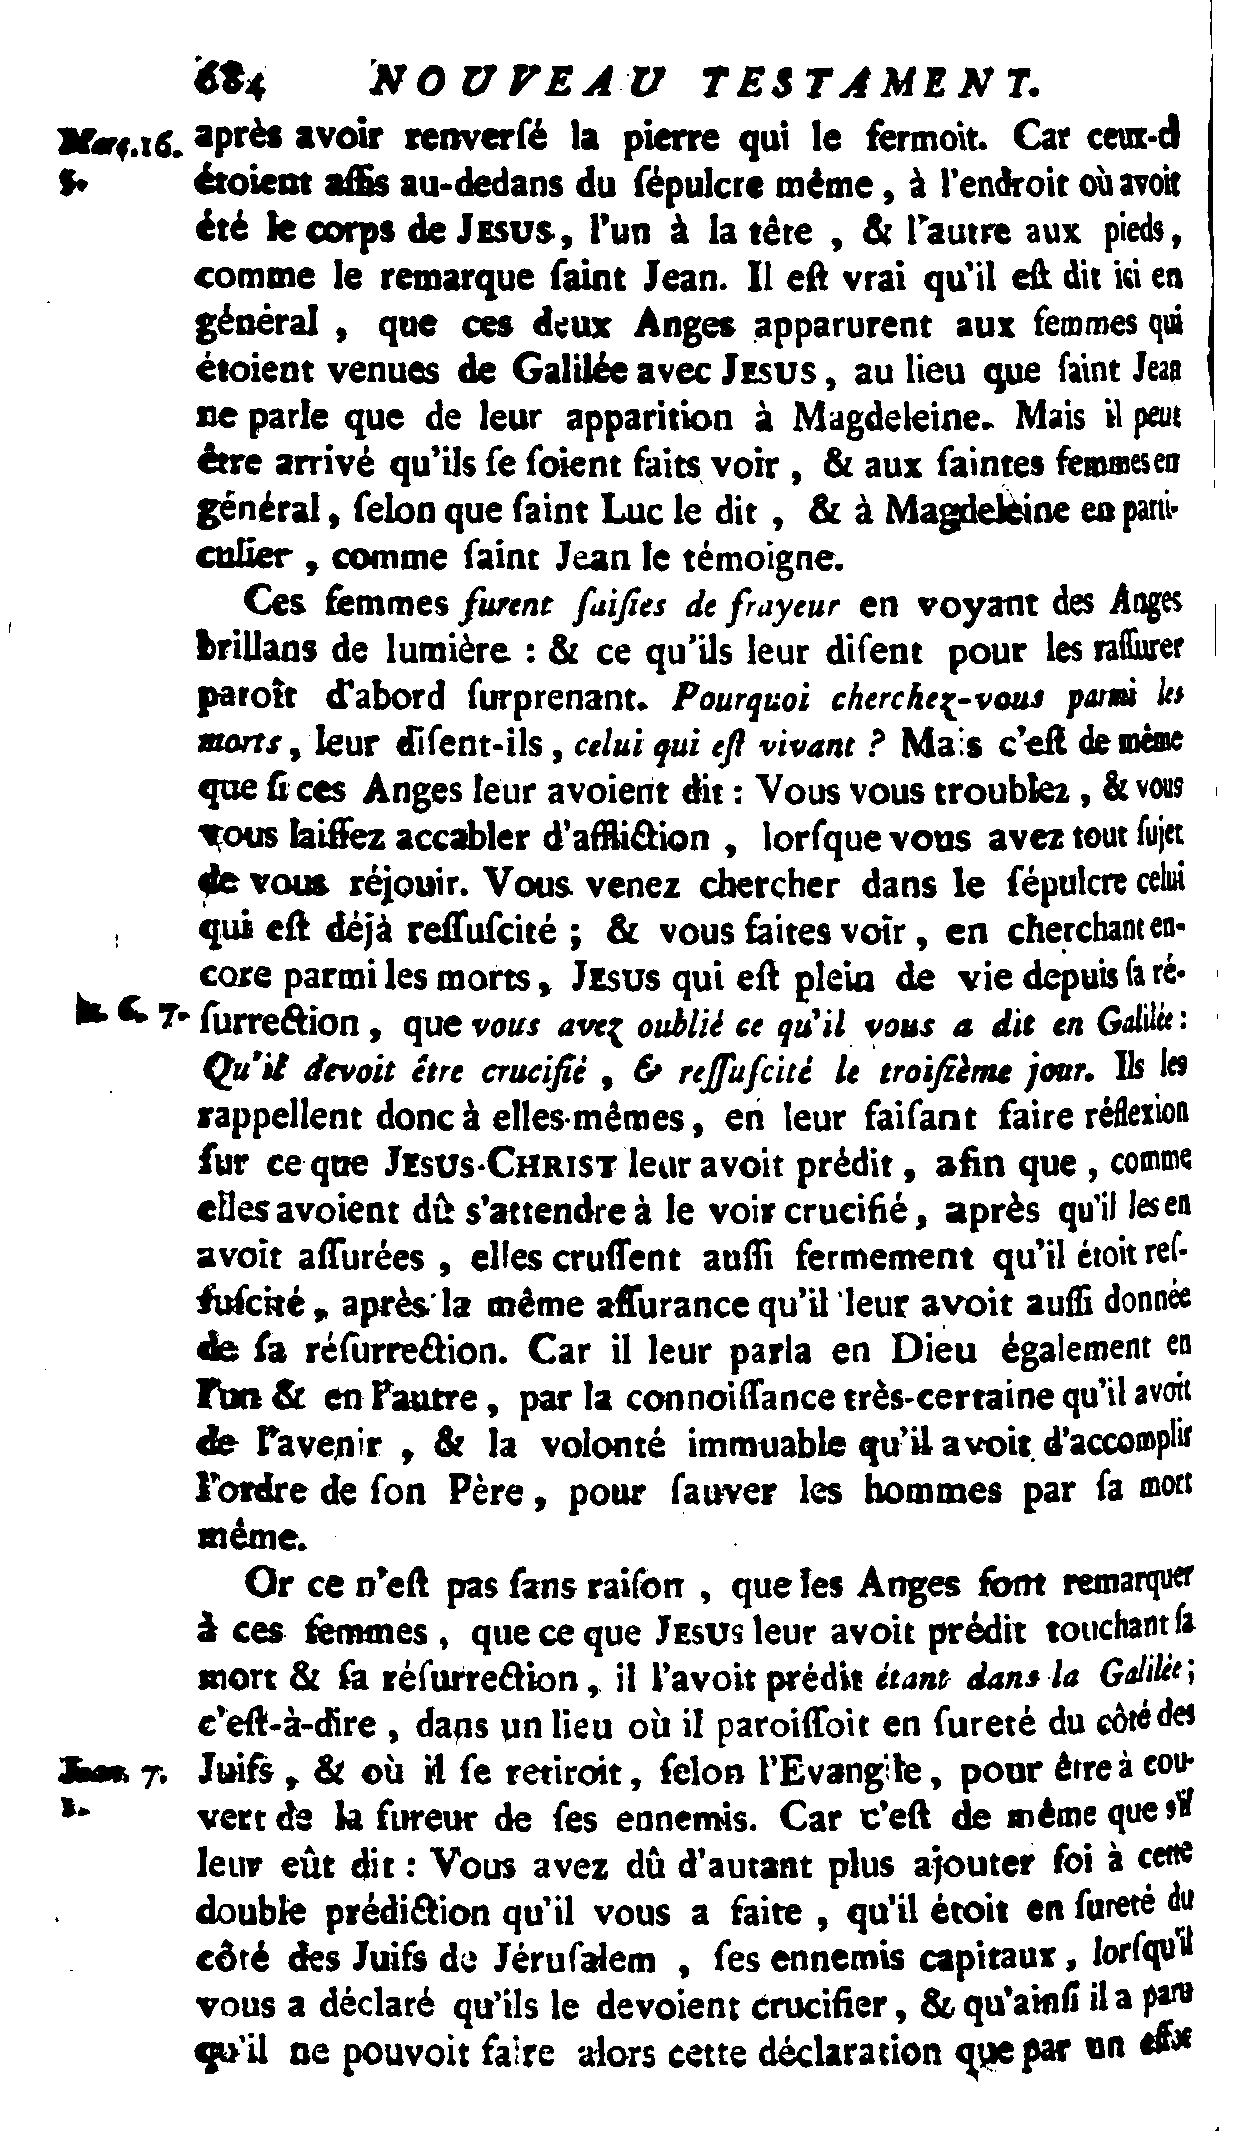 684 NOUVEAU TESTAMENT.
Marc.16. après avoir renverſé la pierre qui le fermoit. Car ceux-ci
5. étoient aſſis au-dedans du ſépulcre même, à l'endroit où avoit
été le corps de JESUS, l'un à la tête, & l'autre aux pieds,
comme le remarque ſaint Jean. Il eſt vrai qu'il eſt dit ici en
général, que ces deux Anges apparurent aux femmes qui
étoient venues de Galilée avec JESUS, au lieu que ſaint Jean
ne parle que de leur apparition à Magdeleine. Mais il peut
être arrivé qu'ils ſe ſoient faits voir, & aux ſaintes femmes en
général, ſelon que ſaint Luc le dit, & à Magdeleine en parti-
culier, comme ſaint Jean le témoigne.
Ces femmes furent ſaiſies de frayeur en voyant des Anges
brillans de lumière : & ce qu'ils leur diſent pour les raſſurer
paroît d'abord ſurprenant. Pourquoi cherchez-vous parmi les
morts, leur diſent-ils, celui qui eſt vivant ? Mais c'eſt de même
que ſi ces Anges leur avoient dit : Vous vous troublez, & vous
vous laiſſez accabler d'affliction, lorſque vous avez tout ſujet
de vous réjouir. Vous venez chercher dans le ſépulcre celui
qui eſt déjà reſſuſcité ; & vous faites voir, en cherchant en-
core parmi les morts, JESUS qui eſt plein de vie depuis ſa ré-
6. 7. ſurrection, que vous avez oublié ce qu'il vous a dit en Galilée :
Qu'il devoit être crucifié, & reſſuſcité le troiſième jour. Ils les
rappellent donc à elles-mêmes, en leur faiſant faire réflexion
ſur ce que JESUS-CHRIST leur avoit prédit, afin que, comme
elles avoient dû s'attendre à le voir crucifié, après qu'il les en
avoit aſſurées, elles cruſſent auſſi fermement qu'il étoit reſ-
ſuſcité, après la même aſſurance qu'il leur avoit auſſi donnée
de ſa réſurrection. Car il leur parla en Dieu également en
l'un & en l'autre, par la connoiſſance très-certaine qu'il avoit
de l'avenir, & la volonté immuable qu'il avoit d'accomplir
l'ordre de ſon Père, pour ſauver les hommes par ſa mort
même.
Or ce n'eſt pas ſans raiſon, que les Anges font remarquer
à ces femmes, que ce que JESUS leur avoit prédit touchant ſa
mort & ſa réſurrection, il l'avoit prédit étant dans la Galilée ;
c'eſt-à-dire, dans un lieu où il paroiſſoit en ſureté du côté des
Joan. 7. Juifs, & où il ſe retiroit, ſelon l'Evangile, pour être à cou-
1. vert de la fureur de ſes ennemis. Car c'eſt de même que s'il
leur eût dit : Vous avez dû d'autant plus ajouter foi à cette
double prédiction qu'il vous a faite, qu'il étoit en ſureté du
côté des Juifs de Jéruſalem, ſes ennemis capitaux, lorſqu'il
vous a déclaré qu'ils le devoient crucifier, & qu'ainſi il a paru
qu'il ne pouvoit faire alors cette déclaration que par un effet